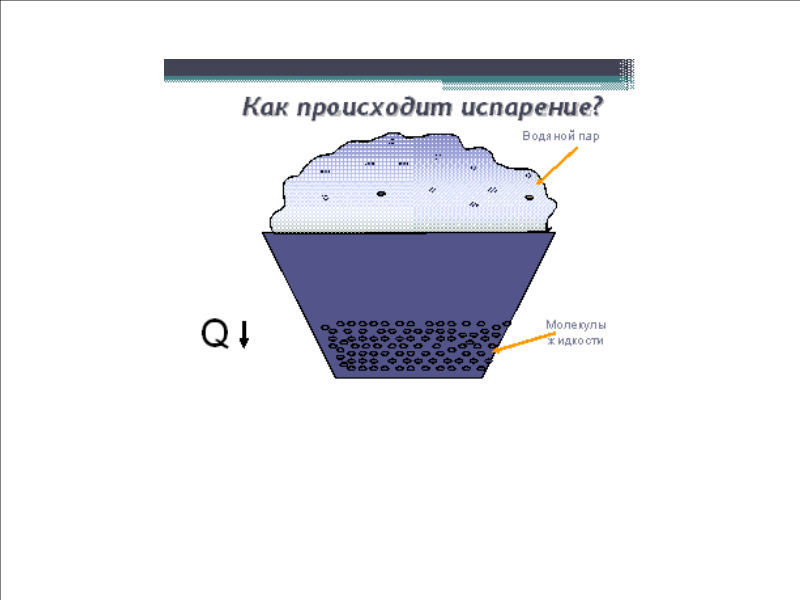 Как происходит испарение?
Водяной пар
Q
Молекулы
жидкости